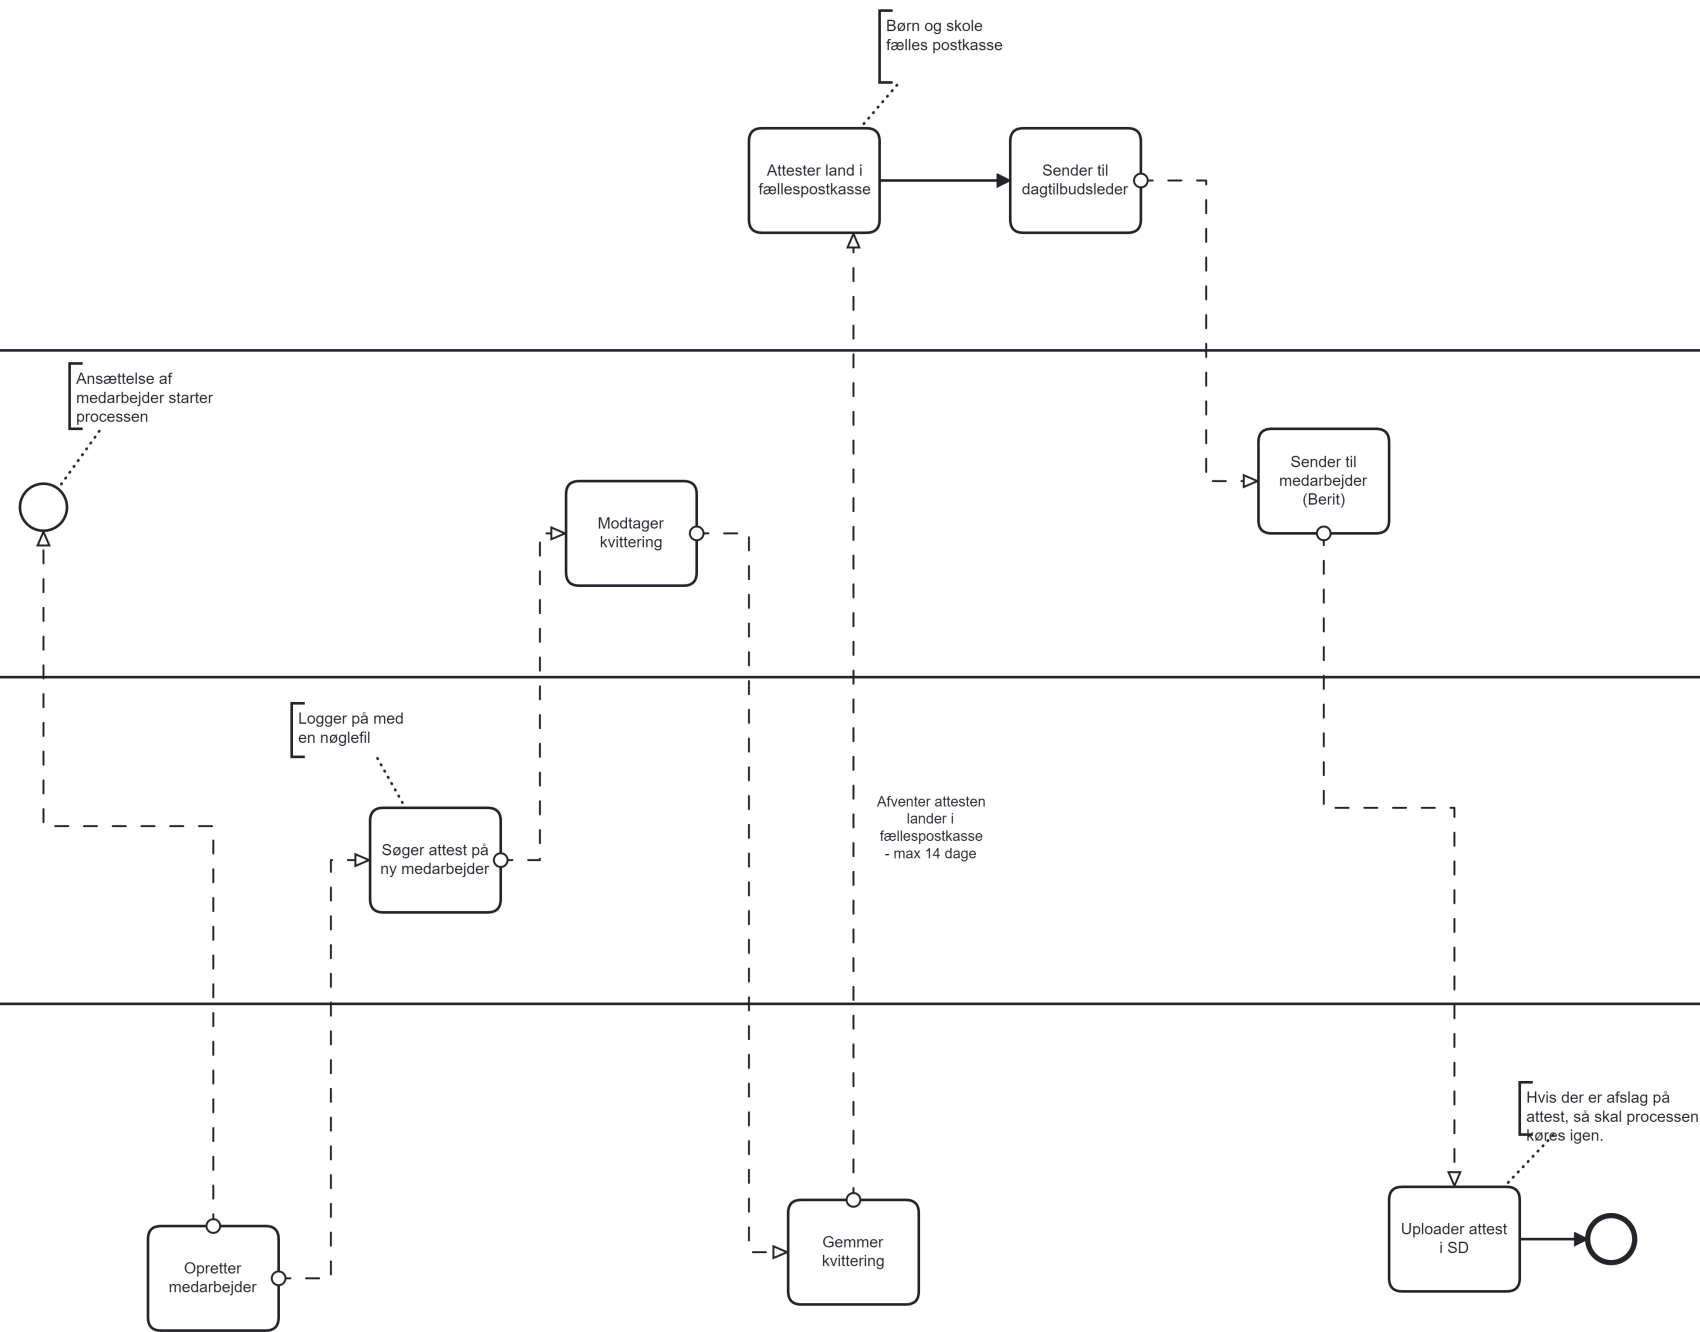 Børn og skole
fælles postkasse
Attester land i
fællespostkasse
Sender til
dagtilbudsleder
Ansættelse af
medarbejder starter
processen
Sender til
medarbejder
(Berit)
Modtager
kvittering
Logger på med
en nøglefil
Søger attest på
ny medarbejder
Afventer attesten
lander i
fællespostkasse
- max 14 dage
Hvis der er afslag på
attest, så skal processen
køres igen.
Opretter
medarbejder
Gemmer
kvittering
Uploader attest
i SD